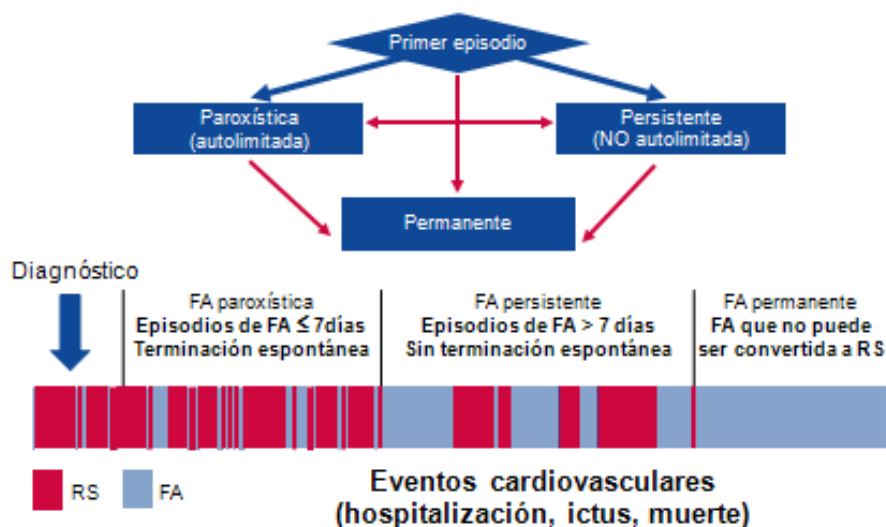 Primer episodio
Paroxística
(autolimitada)
Persistente
(NO autolimitada)
Permanente
Diagnóstico
FA paroxística
Episodios de FA ≤ 7días
Terminación espontánea
FA persistente
Episodios de FA > 7 días
Sin terminación espontánea
FA permanente
FA que no puede
ser convertida a RS
RS
FA
Eventos cardiovasculares
(hospitalización, ictus, muerte)